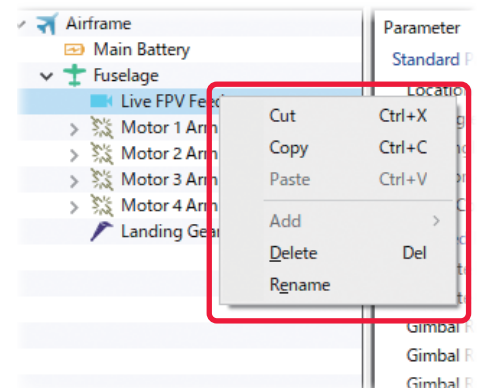 Airframe
Main Battery
Fuselage
Live FPV Feed
Motor 1 Arm
Motor 2 Arm
Motor 3 Arm
Motor 4 Arm
Landing Gear
Cut Ctrl+X
Copy Ctrl+C
Paste Ctrl+V
Add
Delete Del
Rename
Parameter
Standard P
Location
Gimbal R
Gimbal R
Gimbal R